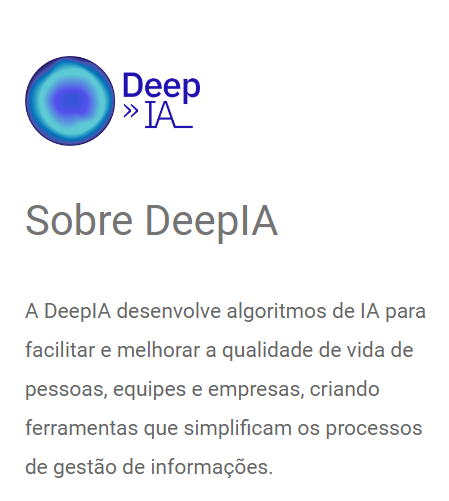 Deep
» IA_
Sobre DeepIA
A DeepIA desenvolve algoritmos de IA para
facilitar e melhorar a qualidade de vida de
pessoas, equipes e empresas, criando
ferramentas que simplificam os processos
de gestão de informações.